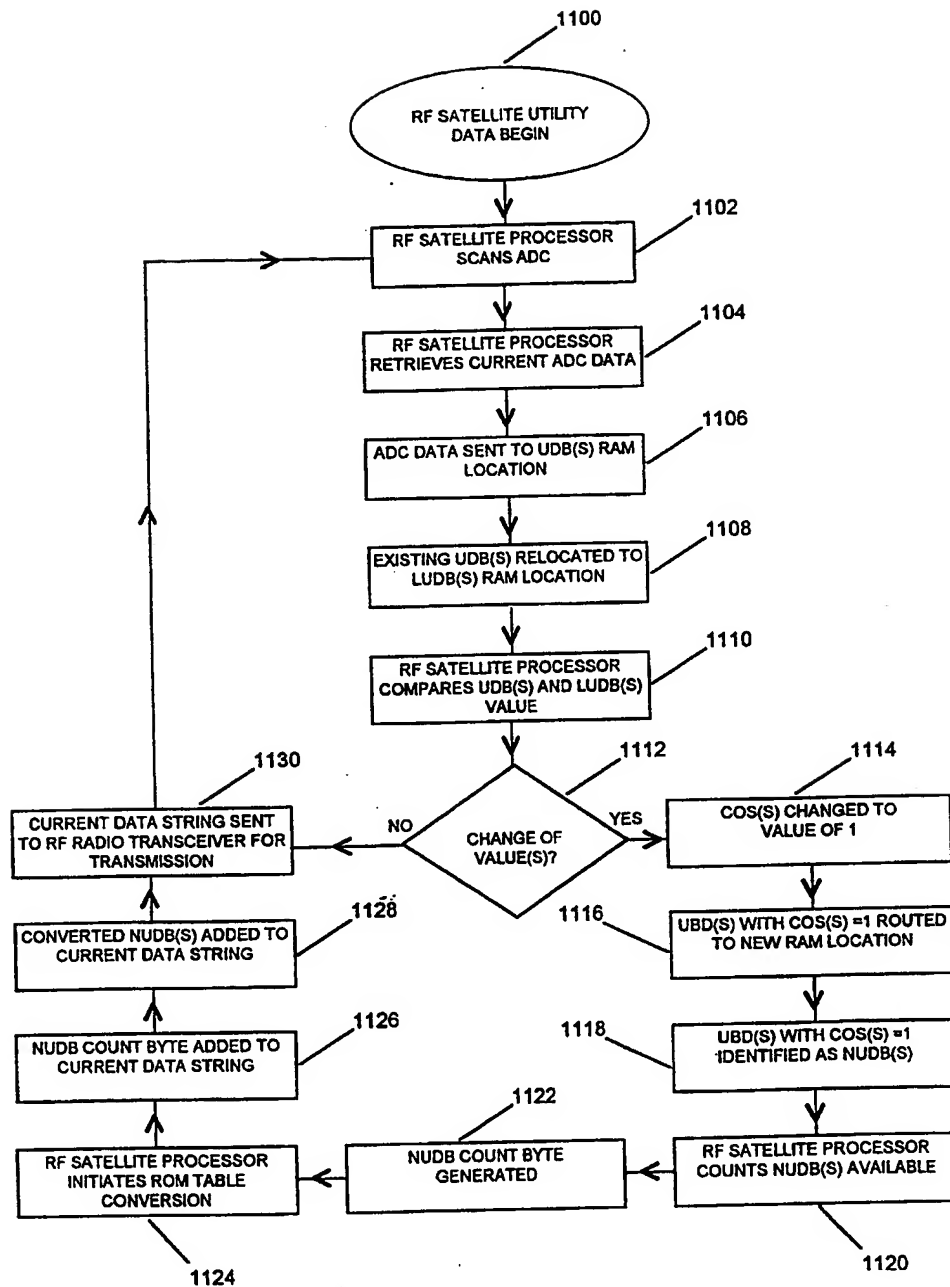 1100
RF SATELLITE UTILITY
DATA BEGIN
1102
RF SATELLITE PROCESSOR
SCANS ADC
1104
RF SATELLITE PROCESSOR
RETRIEVES CURRENT ADC DATA
1106
ADC DATA SENT TO UDB(S) RAM
LOCATION
1108
EXISTING UDB(S) RELOCATED TO
LUDB(S) RAM LOCATION
1110
RF SATELLITE PROCESSOR
COMPARES UDB(S) AND LUDB(S)
VALUE
1112
CHANGE OF
VALUE(S)?
NO
YES
1114
COS(S) CHANGED TO
VALUE OF 1
1116
UBD(S) WITH COS(S) =1 ROUTED
TO NEW RAM LOCATION
1118
UBD(S) WITH COS(S) =1
IDENTIFIED AS NUDB(S)
RF SATELLITE PROCESSOR
COUNTS NUDB(S) AVAILABLE
1120
1122
NUDB COUNT BYTE
GENERATED
RF SATELLITE PROCESSOR
INITIATES ROM TABLE
CONVERSION
1124
1126
NUDB COUNT BYTE ADDED TO
CURRENT DATA STRING
1128
CONVERTED NUDB(S) ADDED TO
CURRENT DATA STRING
1130
CURRENT DATA STRING SENT
TO RF RADIO TRANSCEIVER FOR
TRANSMISSION